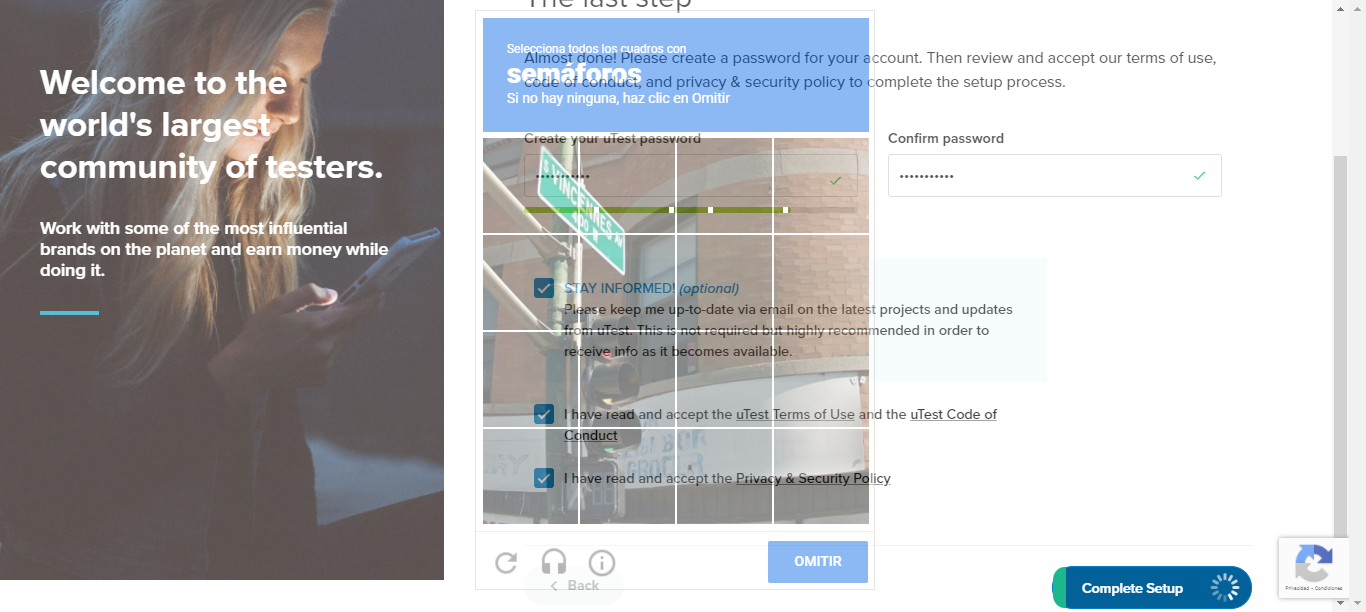 Welcome to the
world's largest
community of testers.
Work with some of the most influential
brands on the planet and earn money while
doing it.
The last step
Almost done! Please create a password for your account. Then review and accept our terms of use,
code of conduct, and privacy & security policy to complete the setup process.
Selecciona todos los cuadros con
semáforos
Si no hay ninguna, haz clic en Omitir
Create your uTest password
Confirm password
•••••••••••
•••••••••••
S VINCENNES AV
400 W
STAY INFORMED! (optional)
Please keep me up-to-date via email on the latest projects and updates
from uTest. This is not required but highly recommended in order to
receive info as it becomes available.
I have read and accept the uTest Terms of Use and the uTest Code of
Conduct
I have read and accept the Privacy & Security Policy
OMITIR
Back
Complete Setup
Privacidad - Condiciones